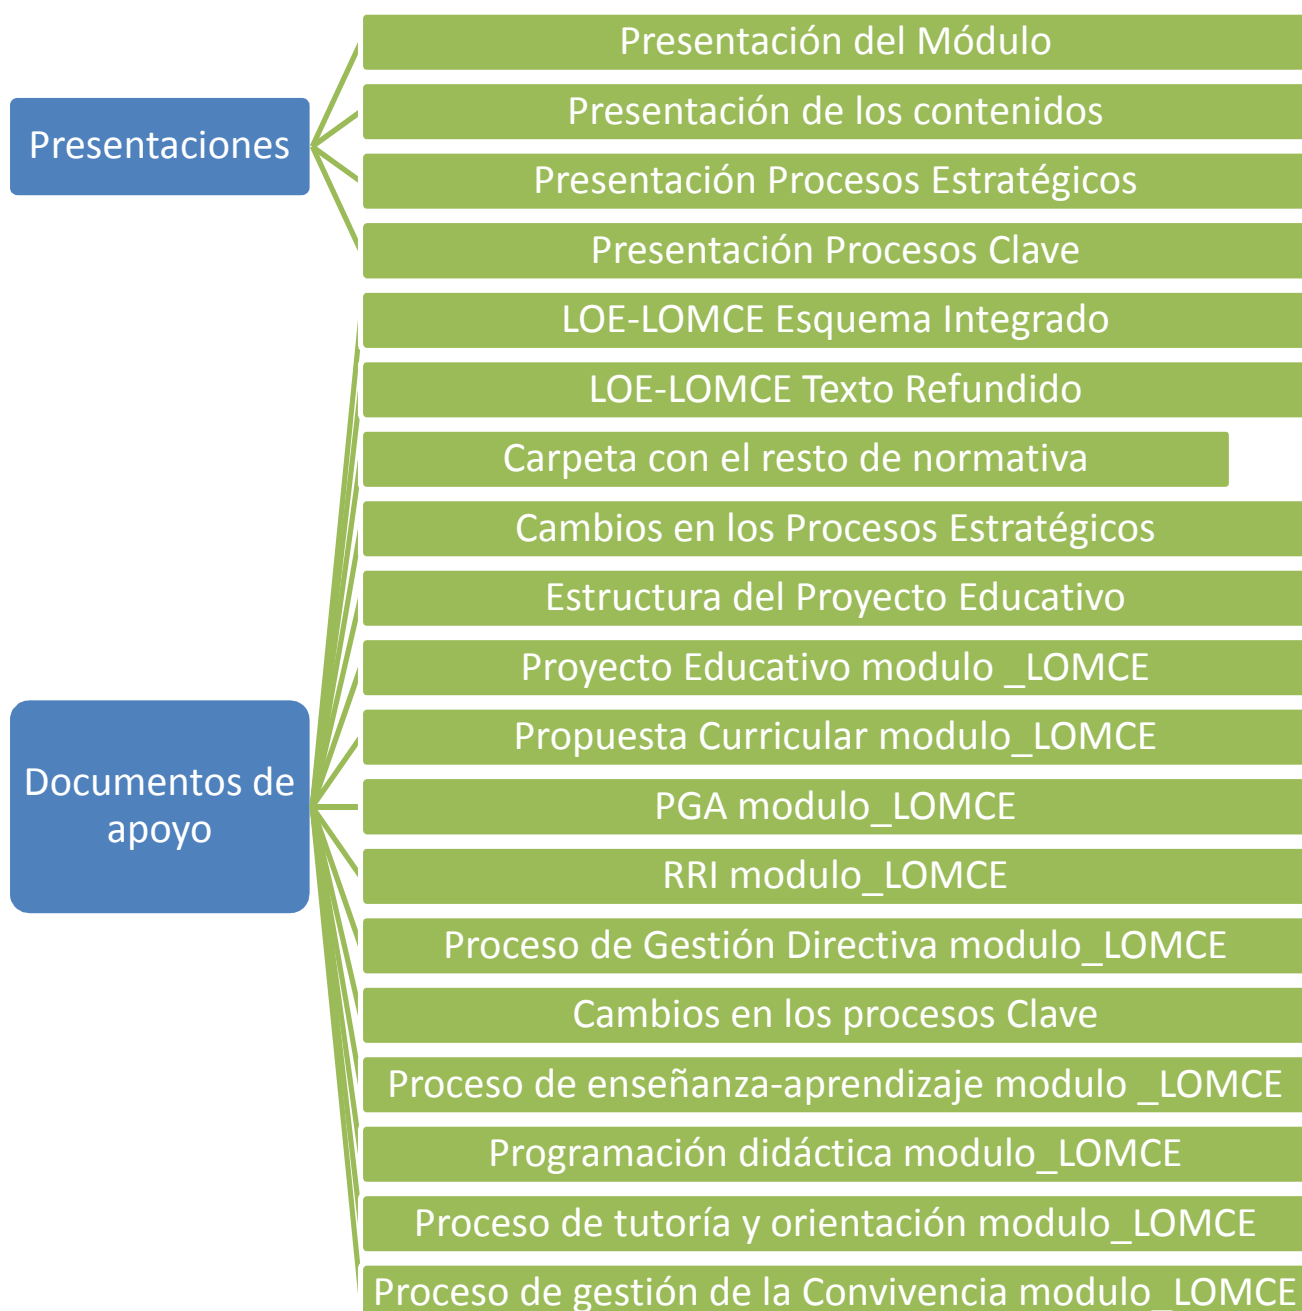 Presentaciones
Presentación del Módulo
Presentación de los contenidos
Presentación Procesos Estratégicos
Presentación Procesos Clave
Documentos de
apoyo
LOE-LOMCE Esquema Integrado
LOE-LOMCE Texto Refundido
Carpeta con el resto de normativa
Cambios en los Procesos Estratégicos
Estructura del Proyecto Educativo
Proyecto Educativo modulo _LOMCE
Propuesta Curricular modulo_LOMCE
PGA modulo_LOMCE
RRI modulo_LOMCE
Proceso de Gestión Directiva modulo_LOMCE
Cambios en los procesos Clave
Proceso de enseñanza-aprendizaje modulo _LOMCE
Programación didáctica modulo_LOMCE
Proceso de tutoría y orientación modulo_LOMCE
Proceso de gestión de la Convivencia modulo_LOMCE